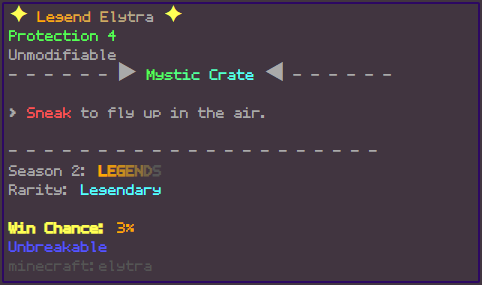 ✦ Legend Elytra ✦
Protection 4
Unmodifiable
- - - - - - ▶ Mystic Crate ◀ - - - - - -
> Sneak to fly up in the air.
- - - - - - - - - - - - - - - - - - - - - -
Season 2: LEGENDS
Rarity: Legendary
Win Chance: 3%
Unbreakable
minecraft:elytra